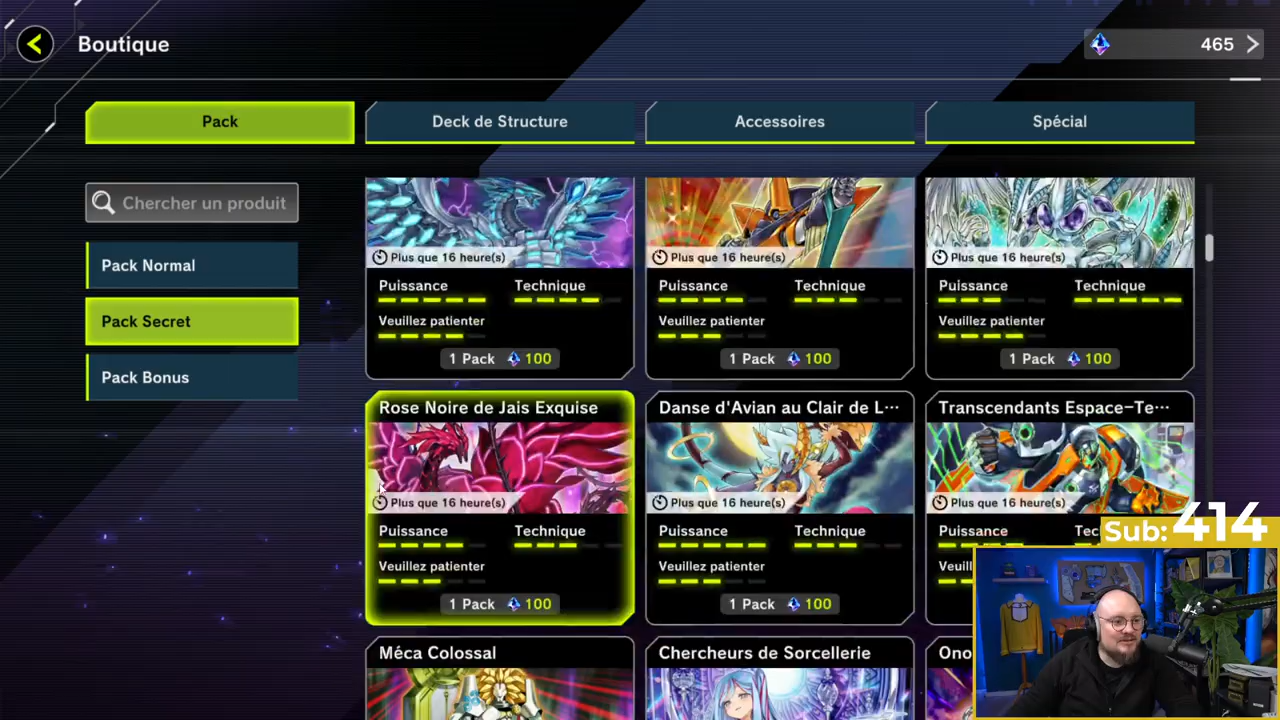 Boutique
465
Pack
Deck de Structure
Accessoires
Spécial
Chercher un produit
Pack Normal
Pack Secret
Pack Bonus
Plus que 16 heure(s)
Puissance
Technique
Veuillez patienter
1 Pack 100
Plus que 16 heure(s)
Puissance
Technique
Veuillez patienter
1 Pack 100
Plus que 16 heure(s)
Puissance
Technique
Veuillez patienter
1 Pack 100
Rose Noire de Jais Exquise
Plus que 16 heure(s)
Puissance
Technique
Veuillez patienter
1 Pack 100
Danse d'Avian au Clair de L···
Plus que 16 heure(s)
Puissance
Technique
Veuillez patienter
1 Pack 100
Transcendants Espace-Te···
Plus que 16 heure(s)
Puissance
Tec
Veuill
Sub: 414
Méca Colossal
Chercheurs de Sorcellerie
Ono